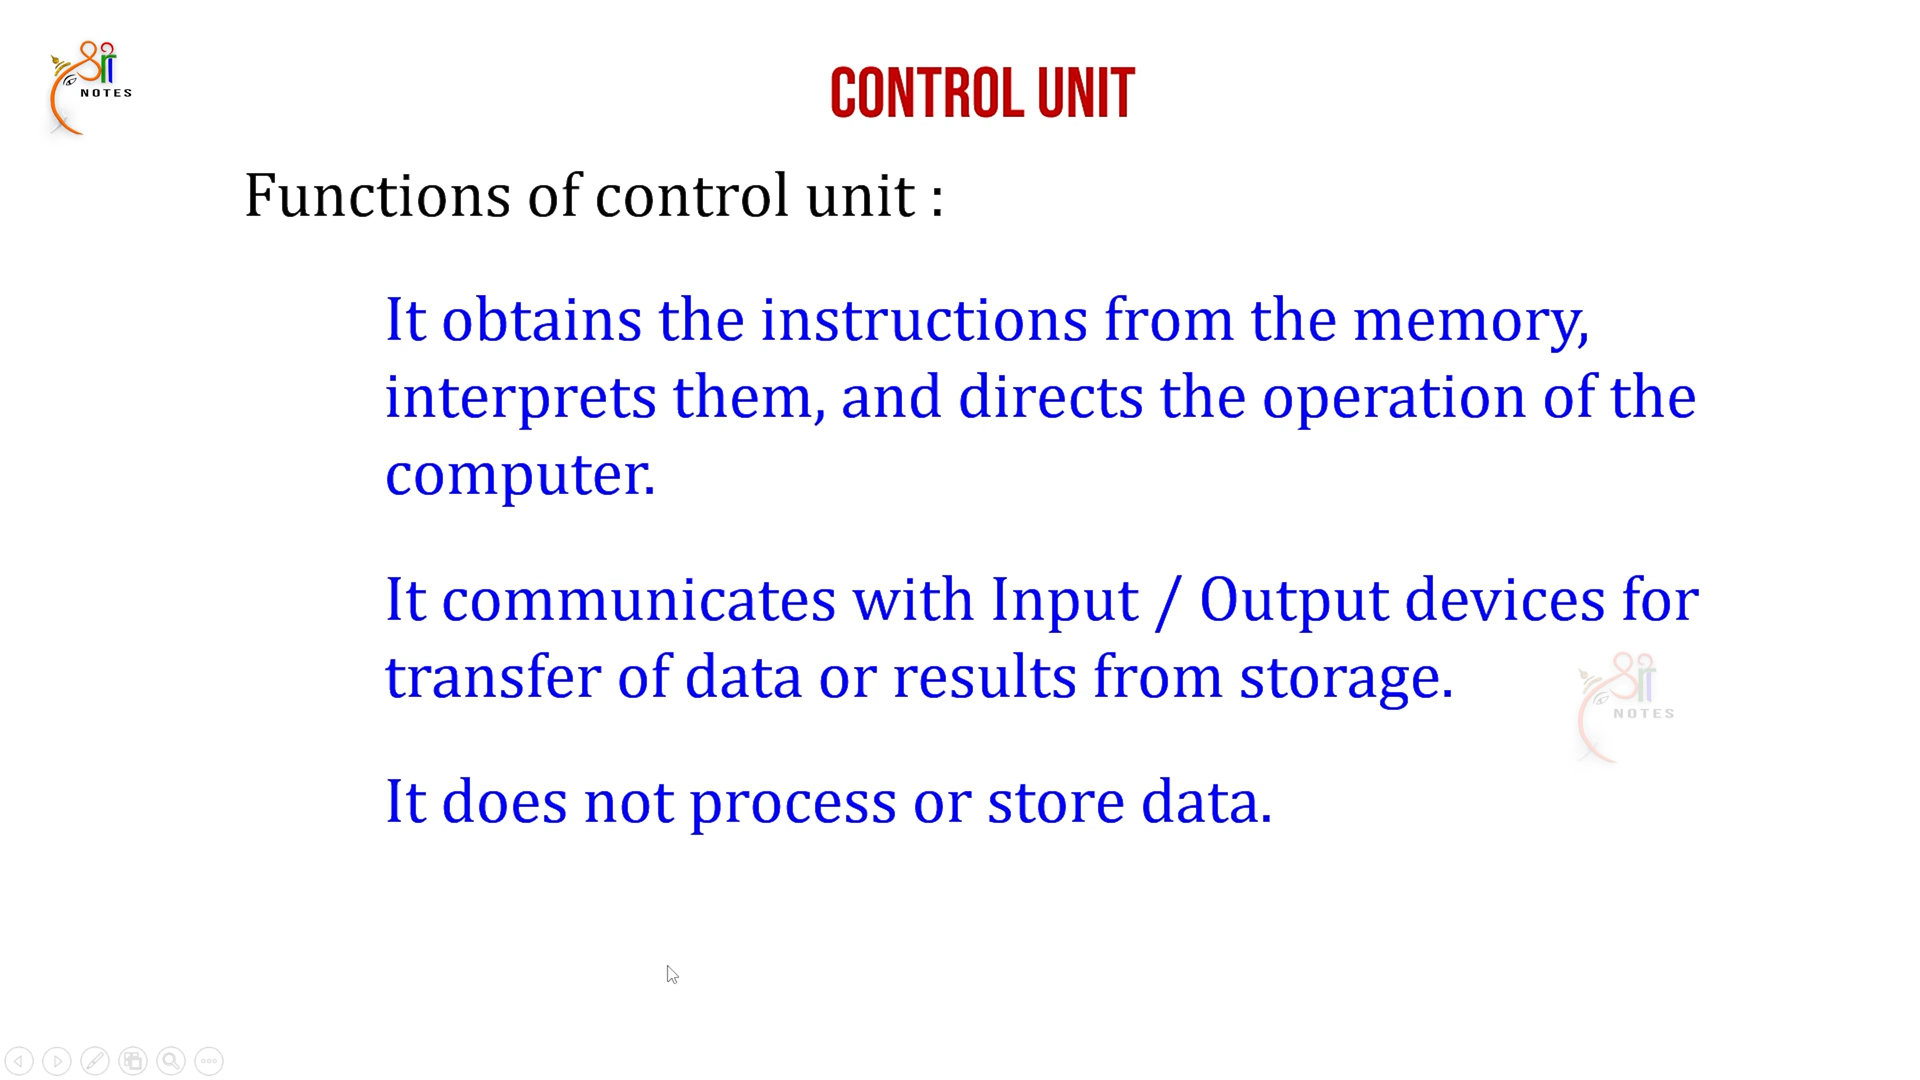 श्री
NOTES
CONTROL UNIT
Functions of control unit :
It obtains the instructions from the memory,
interprets them, and directs the operation of the
computer.
It communicates with Input / Output devices for
transfer of data or results from storage.
श्री
NOTES
It does not process or store data.